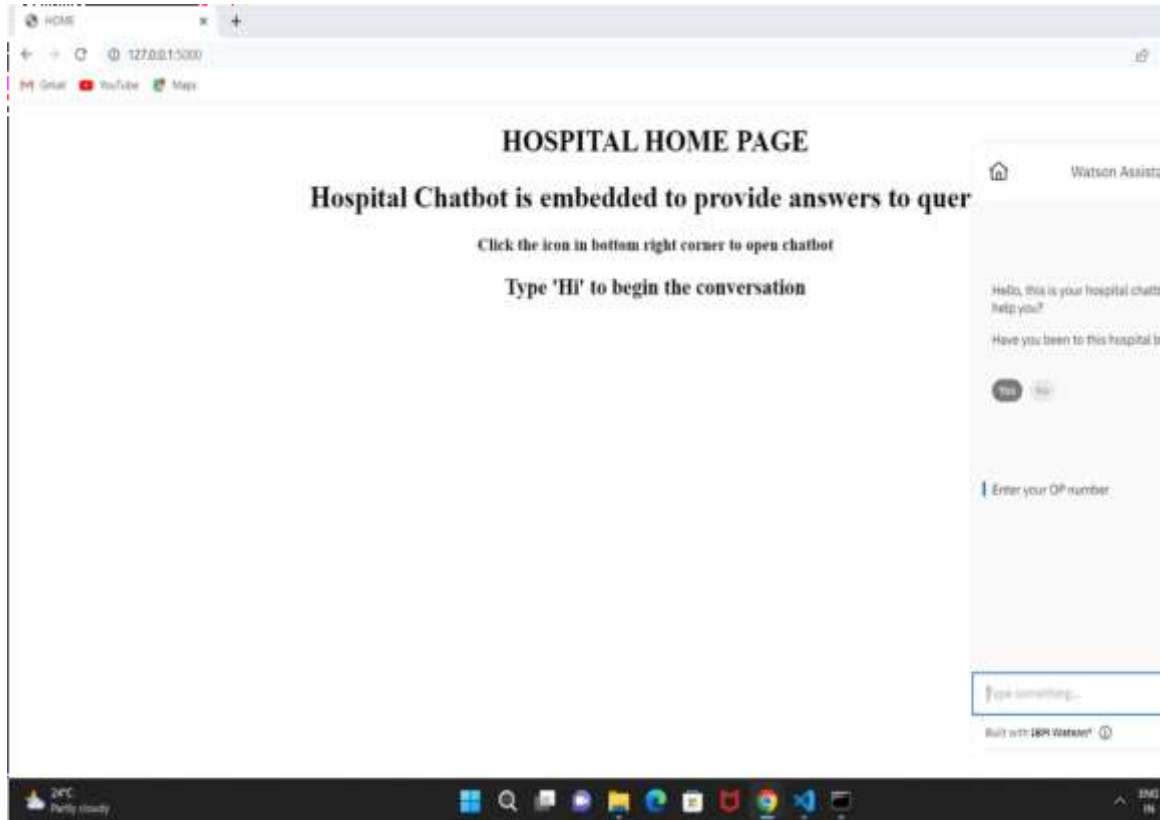 HOME
127.0.0.1:5000
Gmail YouTube Maps
HOSPITAL HOME PAGE
Hospital Chatbot is embedded to provide answers to quer
Click the icon in bottom right corner to open chatbot
Type 'Hi' to begin the conversation
Watson Assista
Hello, this is your hospital chatb
help you?
Have you been to this hospital b
Yes No
Enter your OP number
Type something...
Built with IBM Watson®
24°C
Partly cloudy
ENG
IN